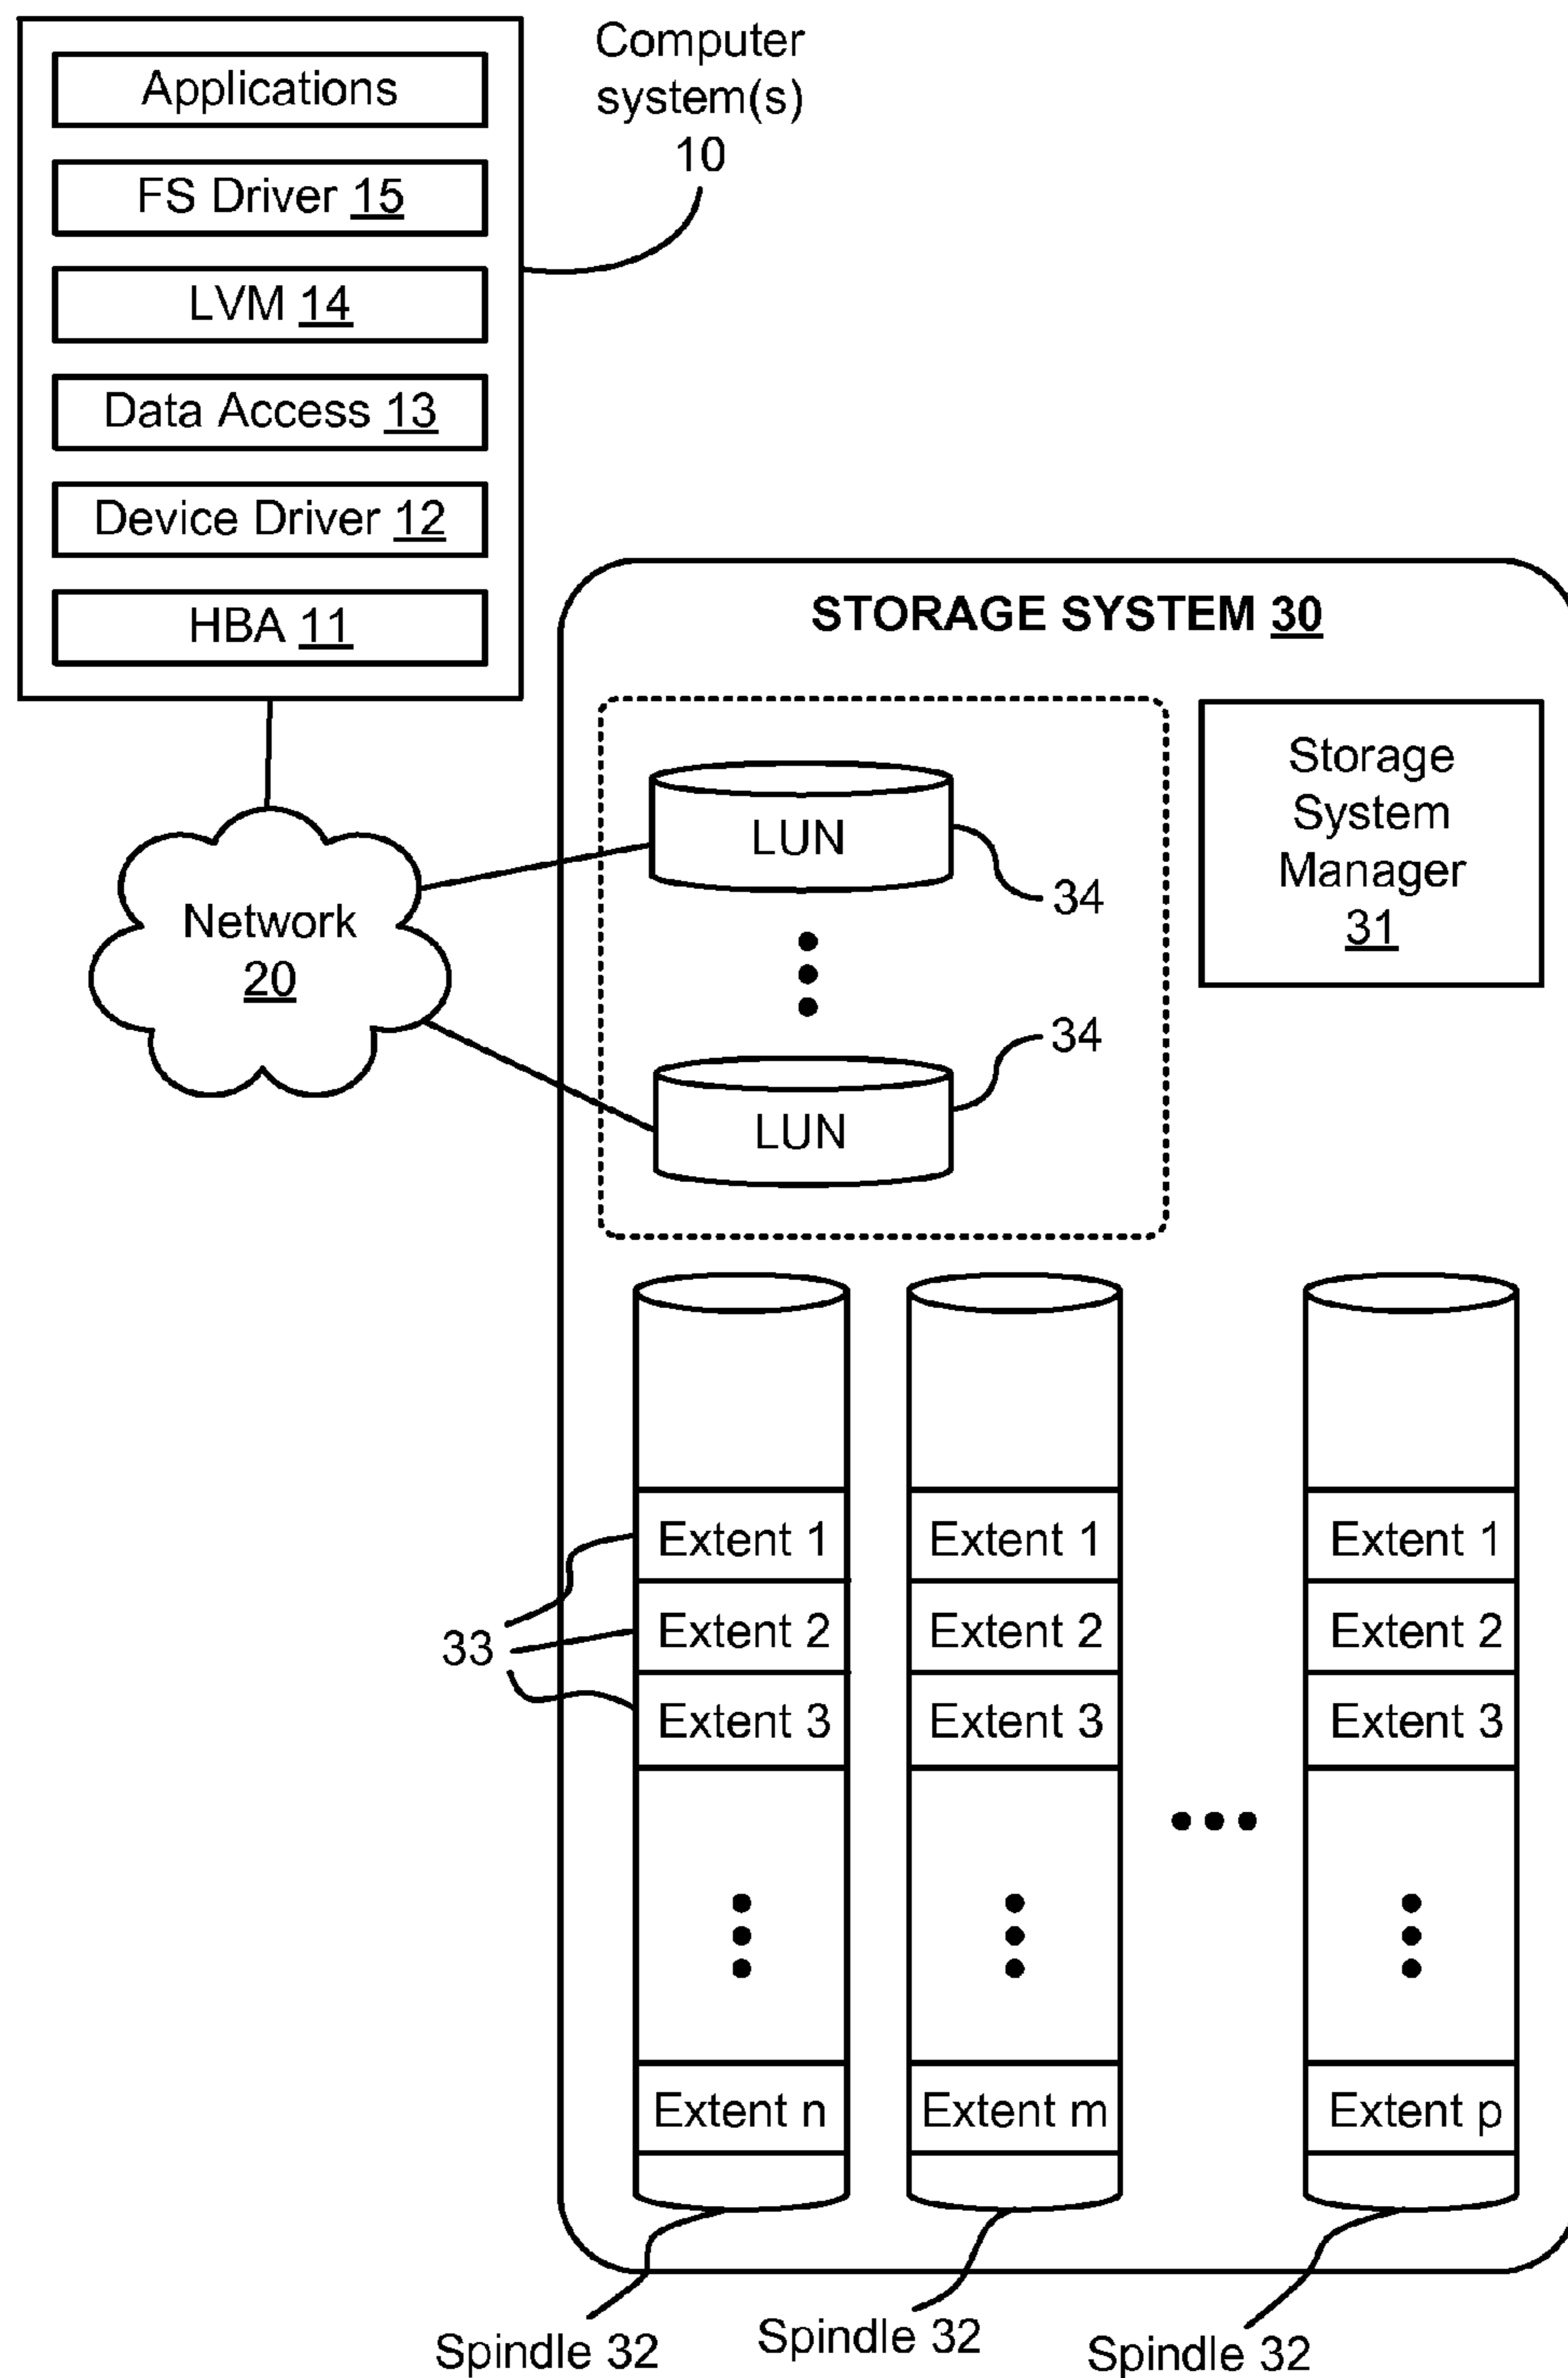 Applications
FS Driver 15
LVM 14
Data Access 13
Device Driver 12
HBA 11
Computer
system(s)
10
STORAGE SYSTEM 30
Network
20
LUN
34
34
LUN
Storage
System
Manager
31
33
Extent 1
Extent 2
Extent 3
Extent n
Extent 1
Extent 2
Extent 3
Extent m
Extent 1
Extent 2
Extent 3
Extent p
Spindle 32
Spindle 32
Spindle 32